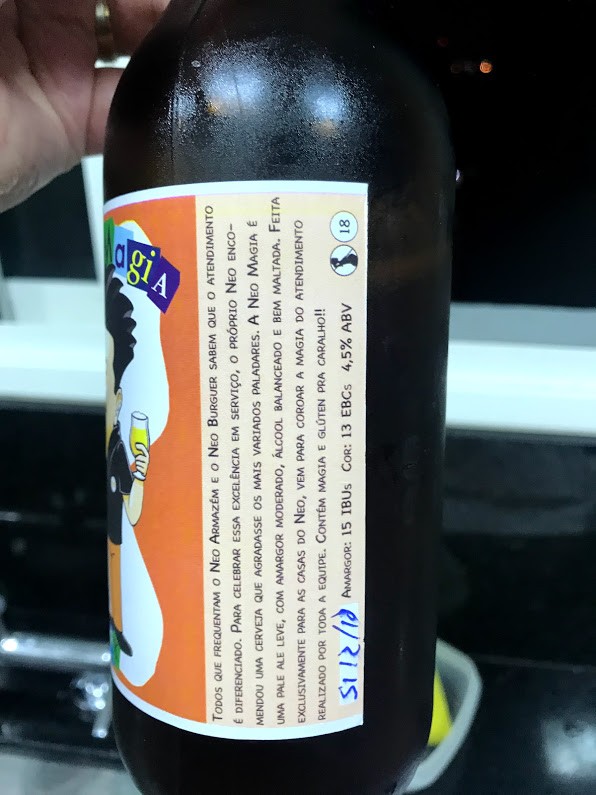 MagiA
Todos que frequentam o Neo Armazém e o Neo Burguer sabem que o atendimento
é diferenciado. Para celebrar essa excelência em serviço, o próprio Neo enco-
mendou uma cerveja que agradasse os mais variados paladares. A Neo Magia é
uma pale ale leve, com amargor moderado, álcool balanceado e bem maltada. Feita
exclusivamente para as casas do Neo, vem para coroar a magia do atendimento
realizado por toda a equipe. Contém magia e glúten pra caralho!!
Amargor: 15 IBUs Cor: 13 EBCs 4,5% ABV 18